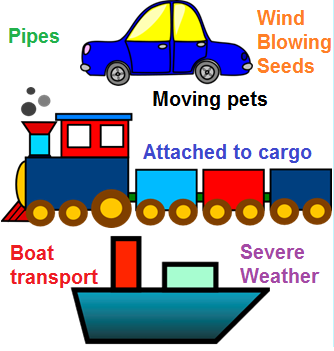 Pipes
Wind
Blowing
Seeds
Moving pets
Attached to cargo
Boat
transport
Severe
Weather